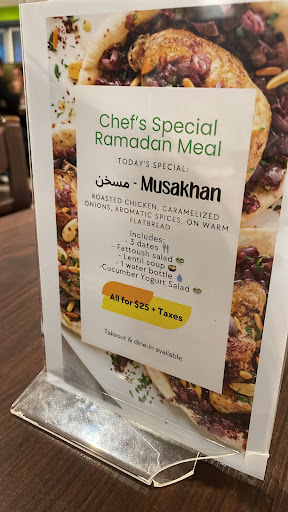 Chef's Special
Ramadan Meal
TODAY'S SPECIAL:
مسخن - Musakhan
ROASTED CHICKEN, CARAMELIZED
ONIONS, AROMATIC SPICES, ON WARM
FLATBREAD
Includes:
- 3 dates 🍴
- Fattoush salad 🥗
- Lentil soup 🍲
- 1 water bottle 💧
-Cucumber Yogurt Salad 🥗
All for $25 + Taxes
Takeout & dine-in available